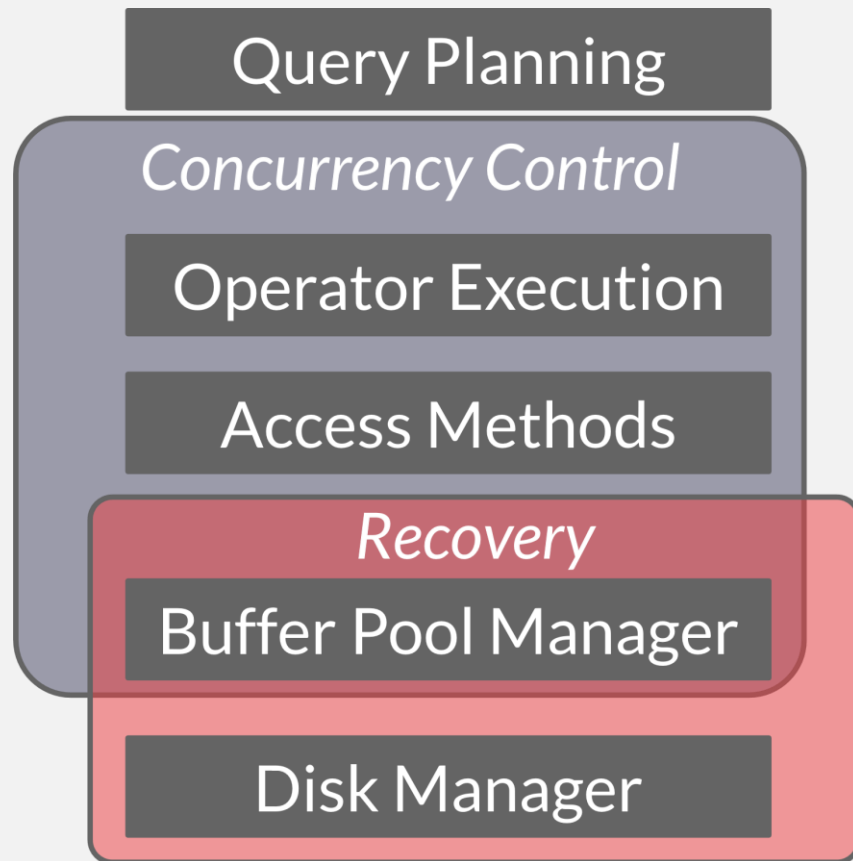 Query Planning
Concurrency Control
Operator Execution
Access Methods
Recovery
Buffer Pool Manager
Disk Manager